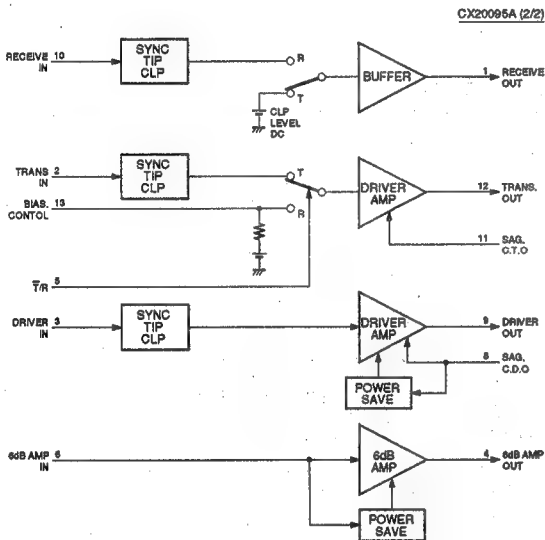 CX20095A (2/2)
RECEIVE
IN
10
SYNC
TIP
CLP
R
T
CLP
LEVEL
DC
BUFFER
1
RECEIVE
OUT
TRANS
IN
2
SYNC
TIP
CLP
T
BIAS.
CONTOL
13
R
DRIVER
AMP
12
TRANS.
OUT
11
SAG.
C.T.O
T/R
5
DRIVER
IN
3
SYNC
TIP
CLP
DRIVER
AMP
9
DRIVER
OUT
8
SAG.
C.D.O
POWER
SAVE
6dB AMP
IN
6
6dB
AMP
4
6dB AMP
OUT
POWER
SAVE